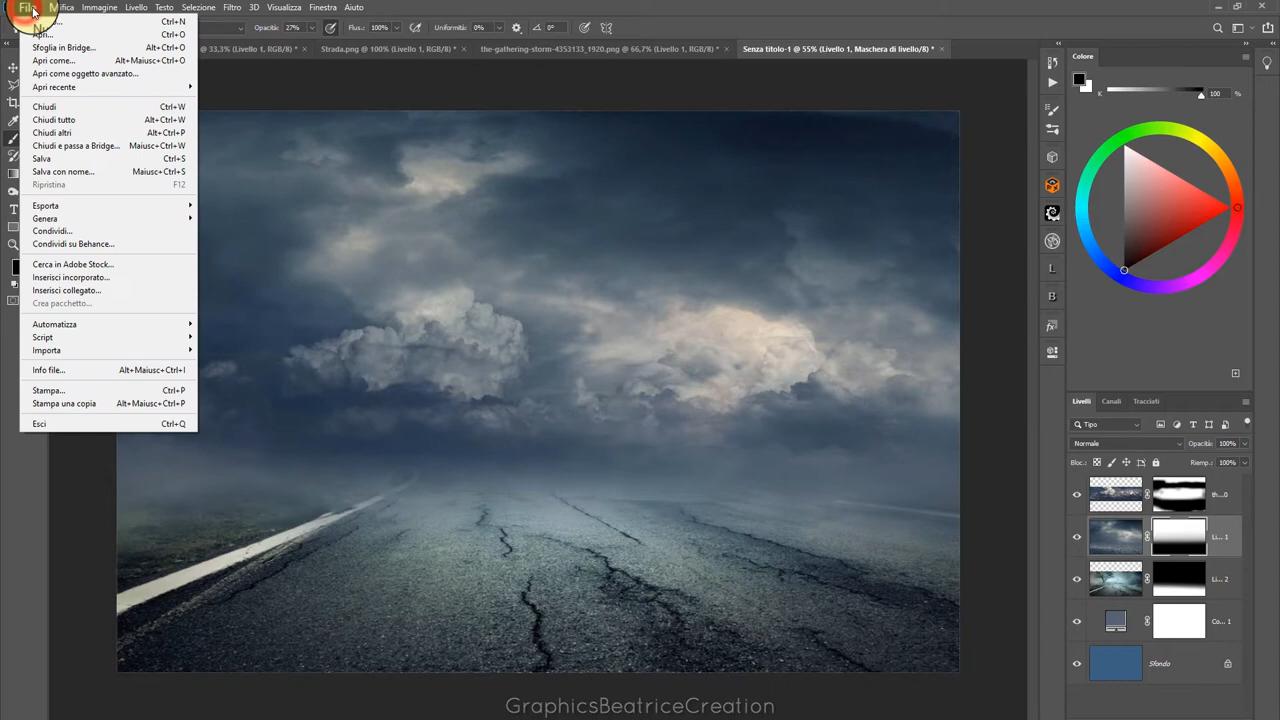 File Modifica Immagine Livello Testo Selezione Filtro 3D Visualizza Finestra Aiuto
Opacità: 27% Flus.: 100% Uniformità: 0% 0°
33,3% (Livello 1, RGB/8) * Strada.png @ 100% (Livello 1, RGB/8) * the-gathering-storm-4353133_1920.png @ 66,7% (Livello 1, RGB/8) * Senza titolo-1 @ 55% (Livello 1, Maschera di livello/8) *
Ctrl+N
Apri... Ctrl+O
Sfoglia in Bridge... Alt+Ctrl+O
Apri come... Alt+Maiusc+Ctrl+O
Apri come oggetto avanzato...
Apri recente
Chiudi Ctrl+W
Chiudi tutto Alt+Ctrl+W
Chiudi altri Alt+Ctrl+P
Chiudi e passa a Bridge... Maiusc+Ctrl+W
Salva Ctrl+S
Salva con nome... Maiusc+Ctrl+S
Ripristina F12
Esporta
Genera
Condividi...
Condividi su Behance...
Cerca in Adobe Stock...
Inserisci incorporato...
Inserisci collegato...
Crea pacchetto...
Automatizza
Script
Importa
Info file... Alt+Maiusc+Ctrl+I
Stampa... Ctrl+P
Stampa una copia Alt+Maiusc+Ctrl+P
Esci Ctrl+Q
Colore
K 100 %
L
B
Livelli Canali Tracciati
Tipo
Normale Opacità: 100%
Bloc.: Riemp.: 100%
th...0
Li... 1
Li... 2
Co... 1
Sfondo
GraphicsBeatriceCreation